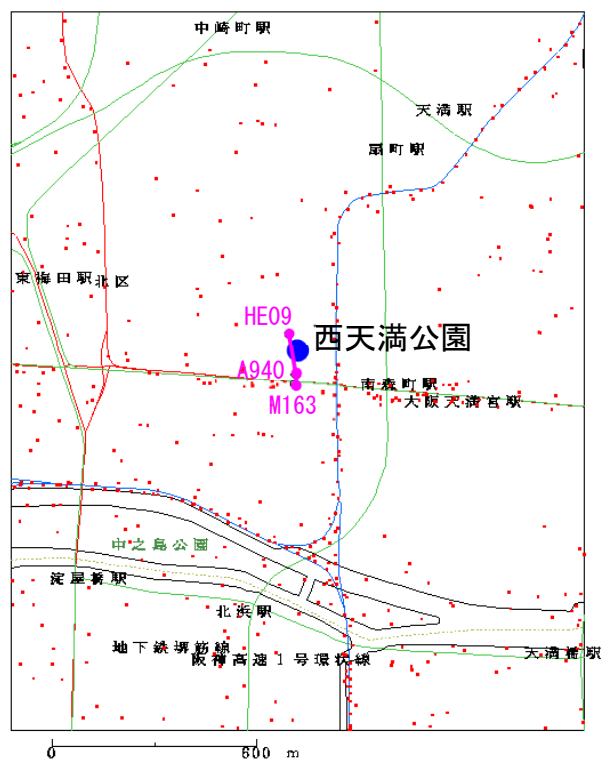 中崎町駅
天満駅
扇町駅
東梅田駅
北区
HE09
西天満公園
A940
南森町駅
M163
大阪天満宮駅
中之島公園
淀屋橋駅
北浜駅
地下鉄堺筋線
阪神高速1号環状線
天満橋駅
0 600 m